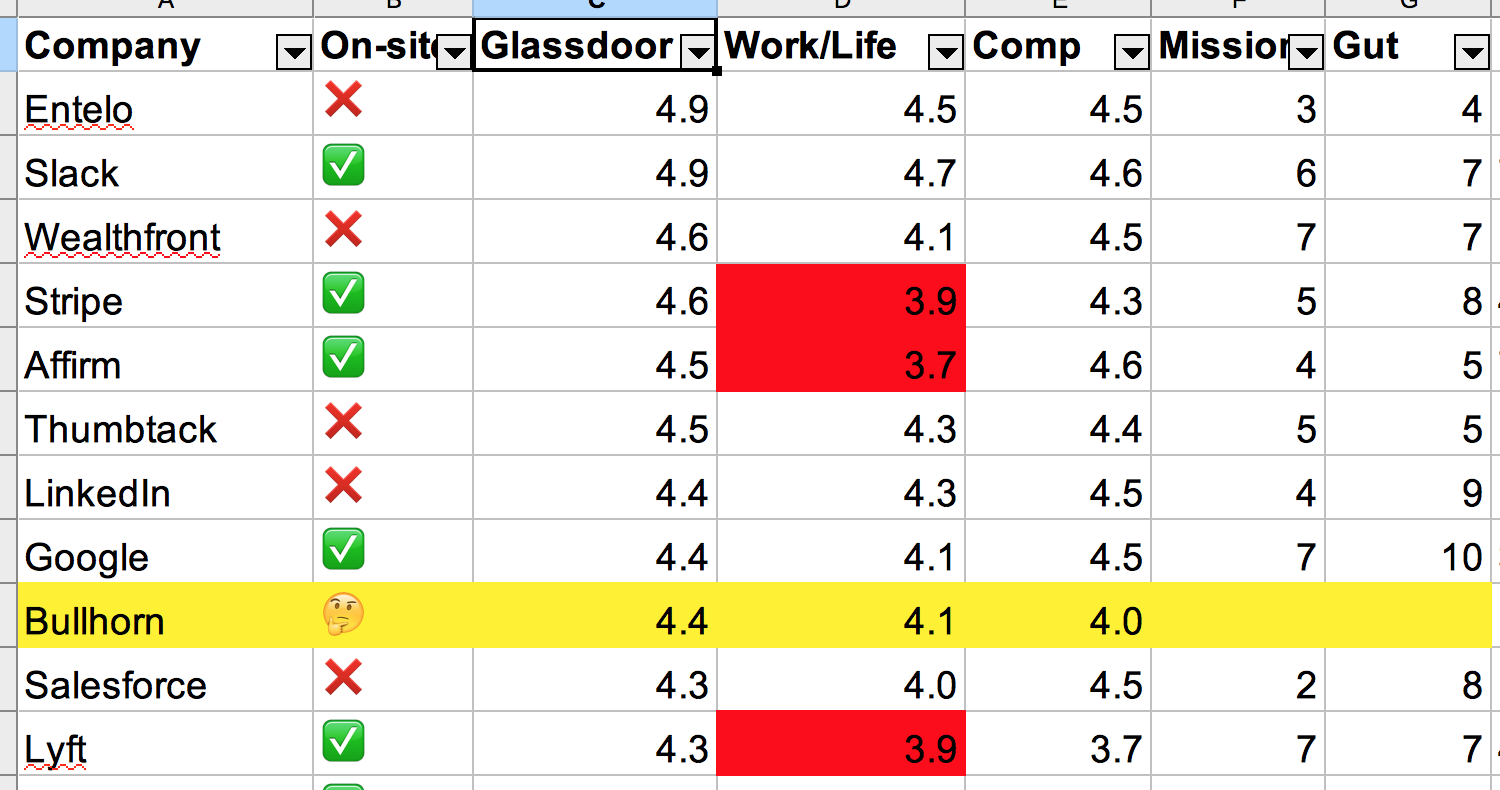 A B C D E F G
Company On-site Glassdoor Work/Life Comp Mission Gut
Entelo ❌ 4.9 4.5 4.5 3 4
Slack ✅ 4.9 4.7 4.6 6 7
Wealthfront ❌ 4.6 4.1 4.5 7 7
Stripe ✅ 4.6 3.9 4.3 5 8
Affirm ✅ 4.5 3.7 4.6 4 5
Thumbtack ❌ 4.5 4.3 4.4 5 5
LinkedIn ❌ 4.4 4.3 4.5 4 9
Google ✅ 4.4 4.1 4.5 7 10
Bullhorn 🤔 4.4 4.1 4.0
Salesforce ❌ 4.3 4.0 4.5 2 8
Lyft ✅ 4.3 3.9 3.7 7 7